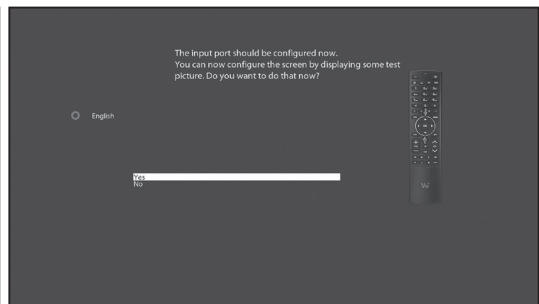 The input port should be configured now.
You can now configure the screen by displaying some test
picture. Do you want to do that now?
English
Yes
No